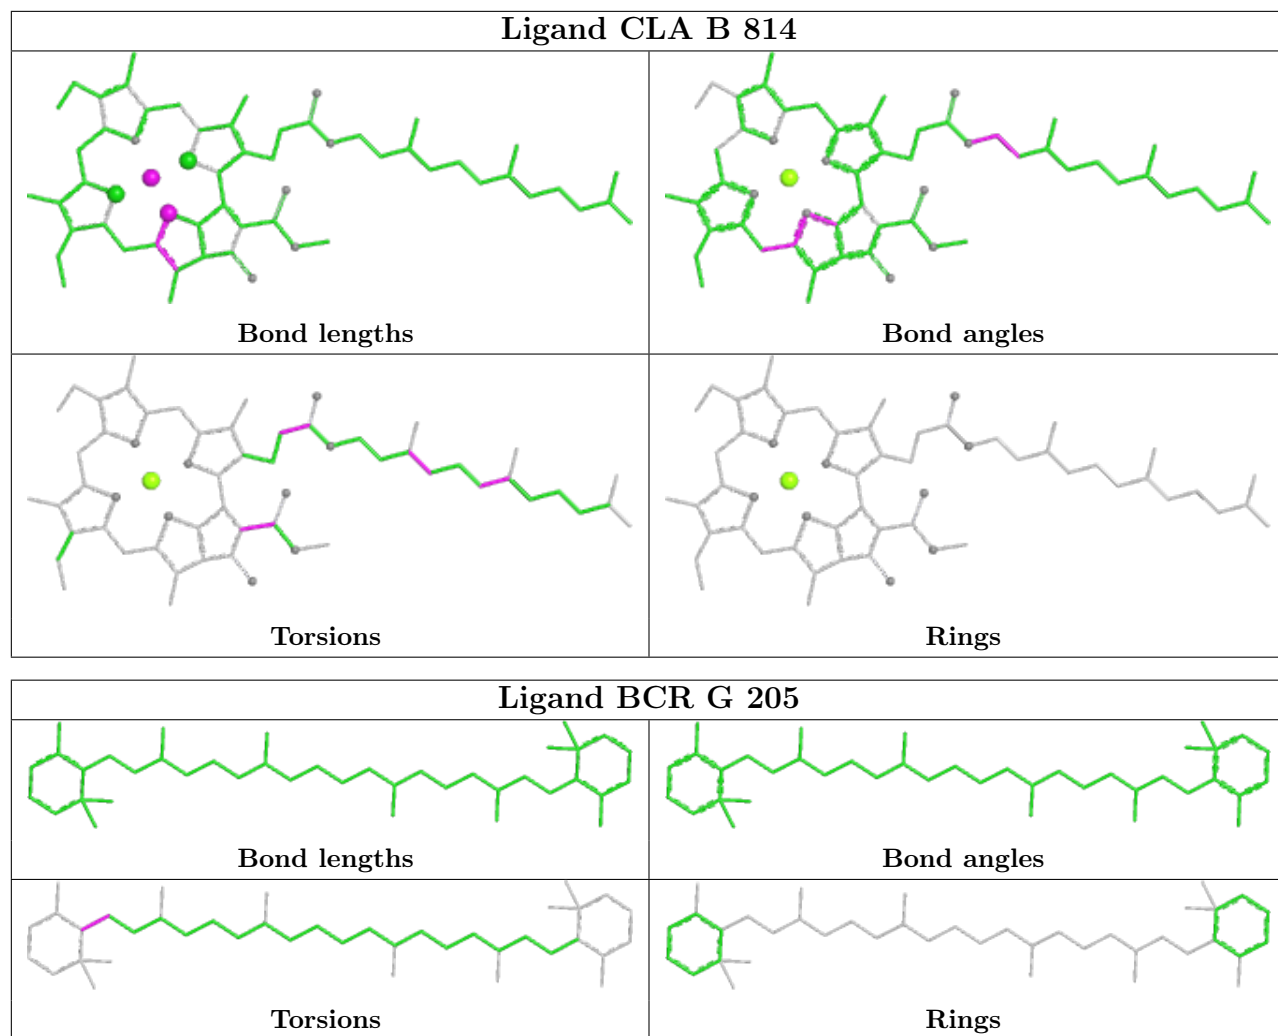 Ligand CLA B 814
Bond lengths
Bond angles
Torsions
Rings
Ligand BCR G 205
Bond lengths
Bond angles
Torsions
Rings